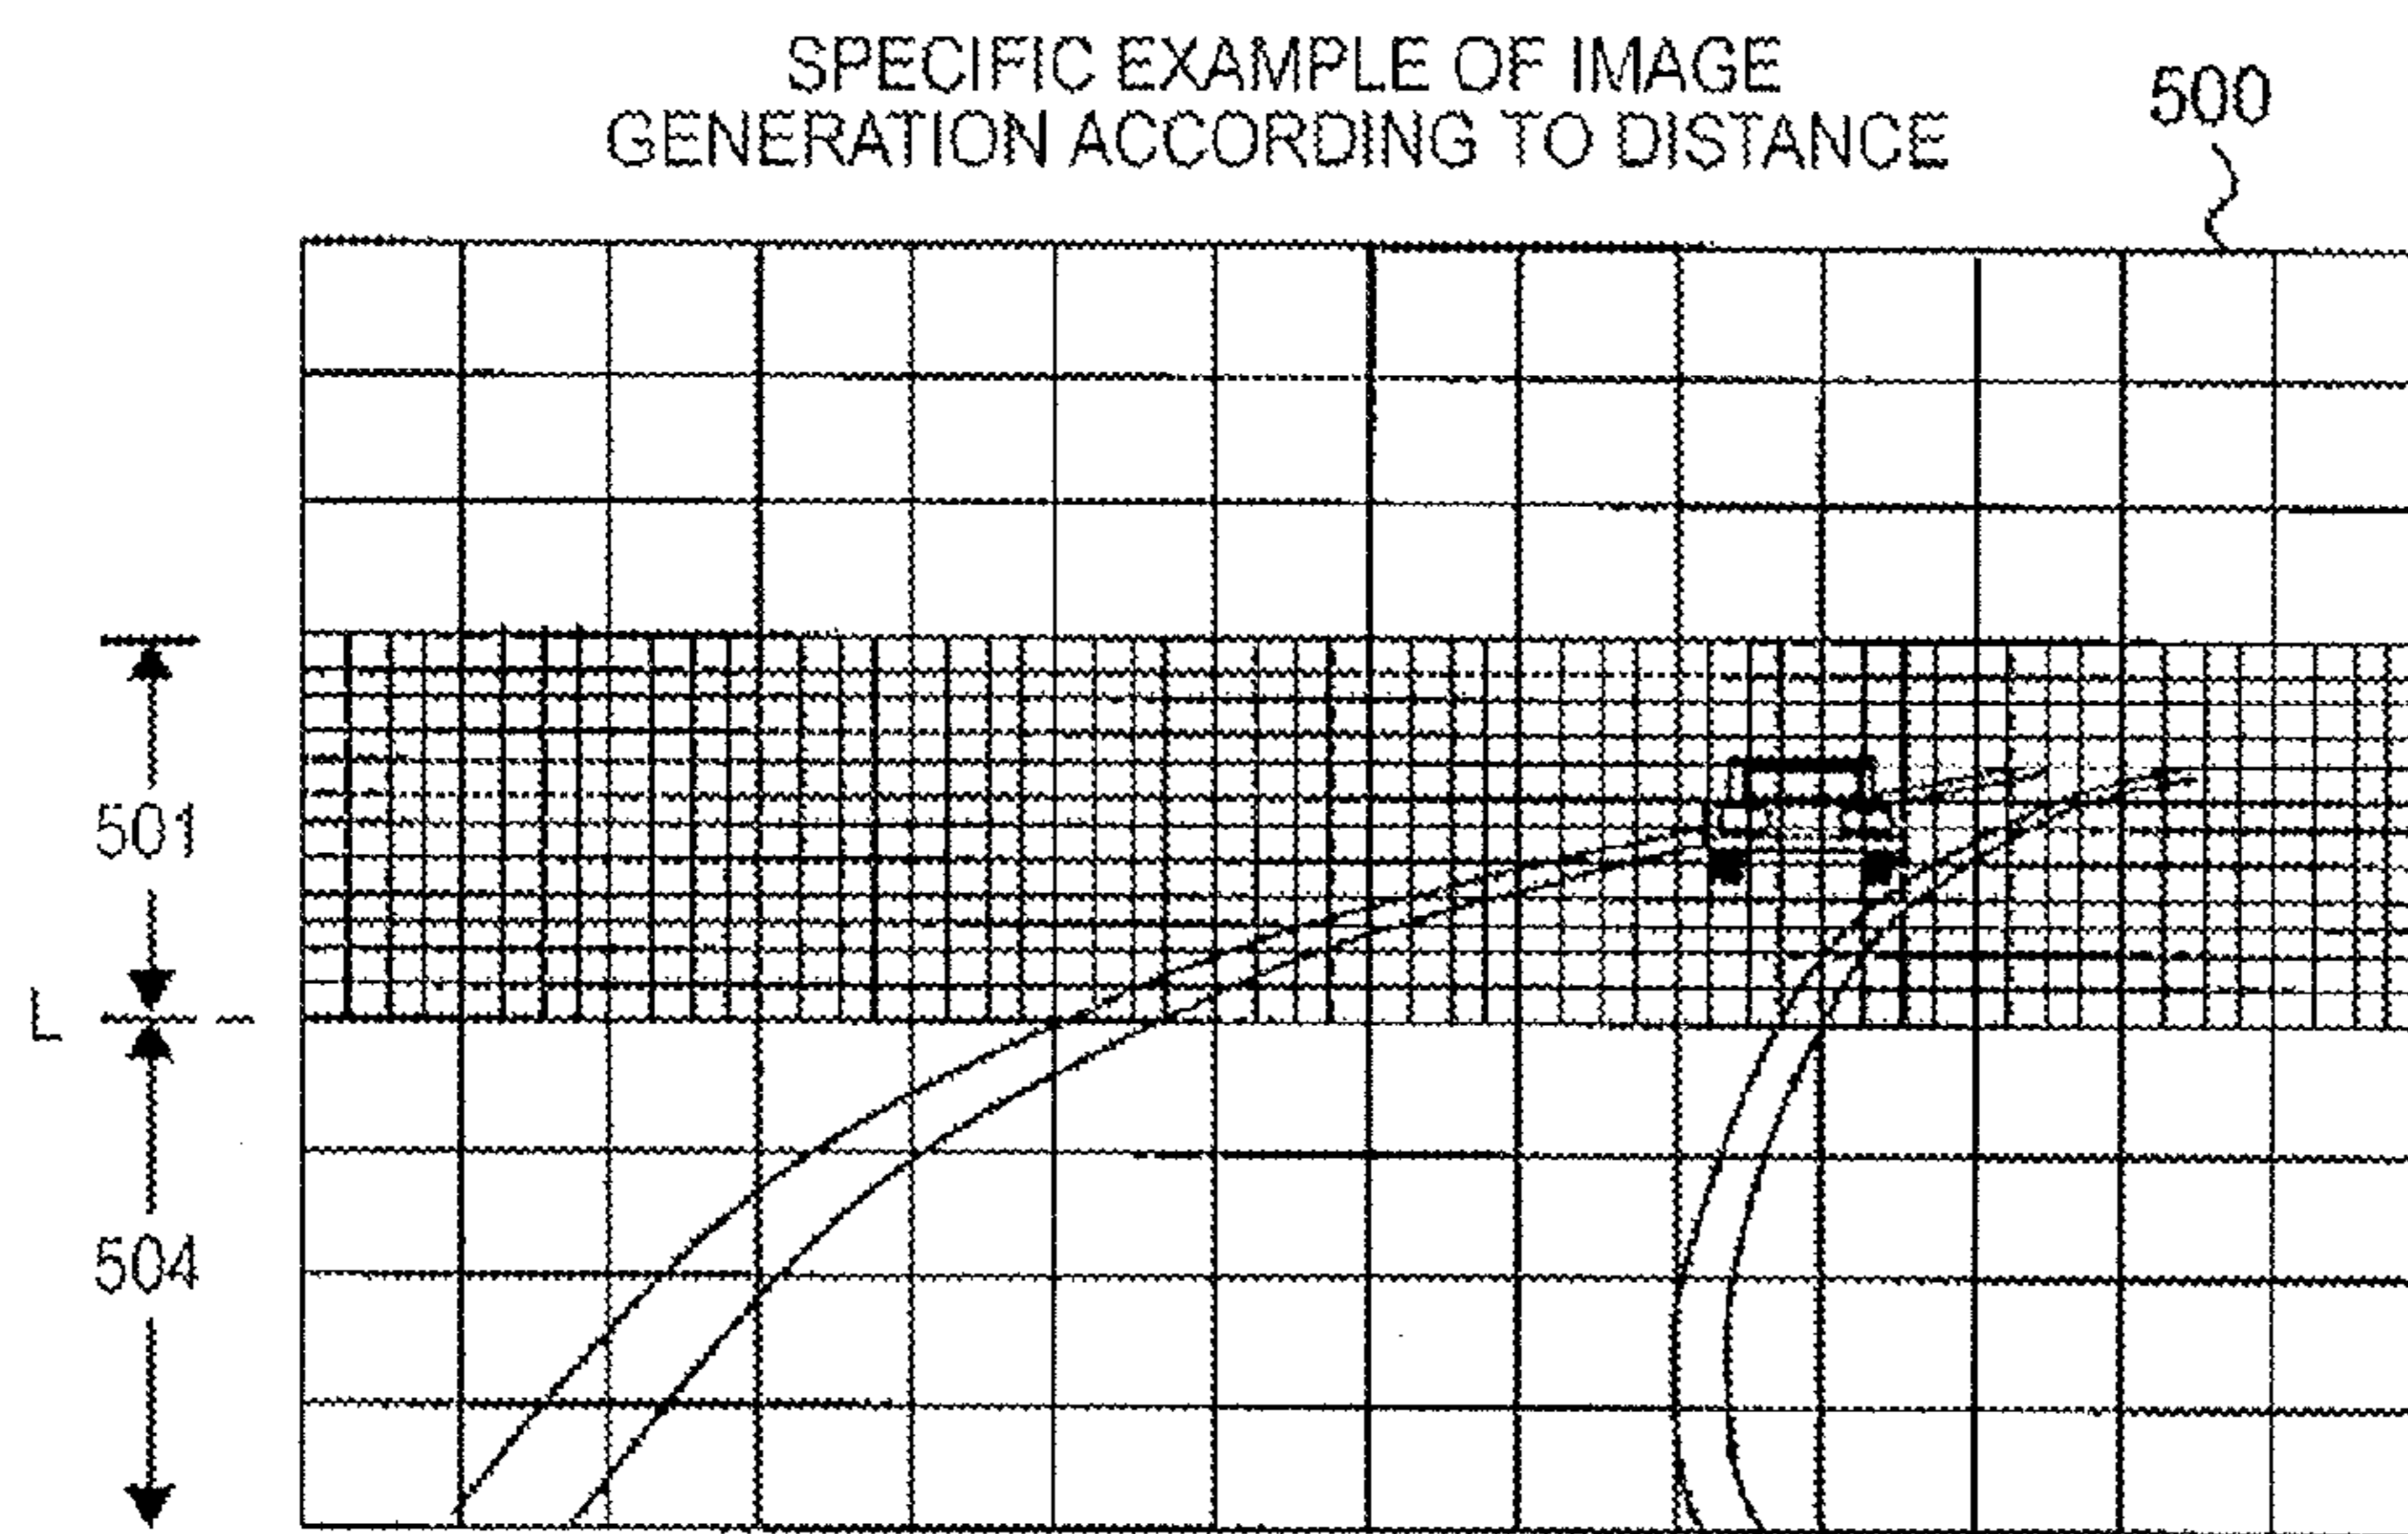 SPECIFIC EXAMPLE OF IMAGE
GENERATION ACCORDING TO DISTANCE
500
501
L
504